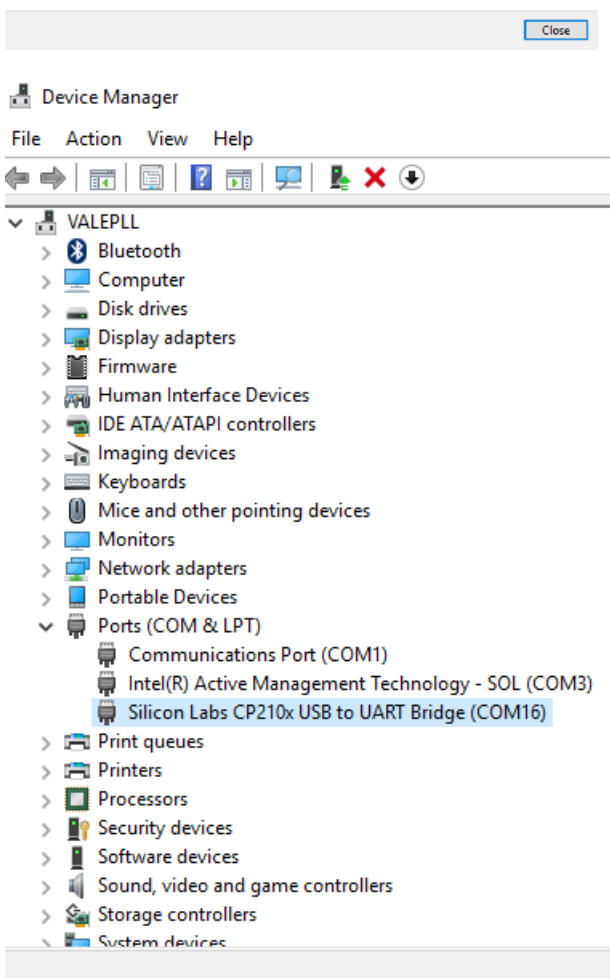 Close
Device Manager
File Action View Help
VALEPLL
Bluetooth
Computer
Disk drives
Display adapters
Firmware
Human Interface Devices
IDE ATA/ATAPI controllers
Imaging devices
Keyboards
Mice and other pointing devices
Monitors
Network adapters
Portable Devices
Ports (COM & LPT)
Communications Port (COM1)
Intel(R) Active Management Technology - SOL (COM3)
Silicon Labs CP210x USB to UART Bridge (COM16)
Print queues
Printers
Processors
Security devices
Software devices
Sound, video and game controllers
Storage controllers
System devices